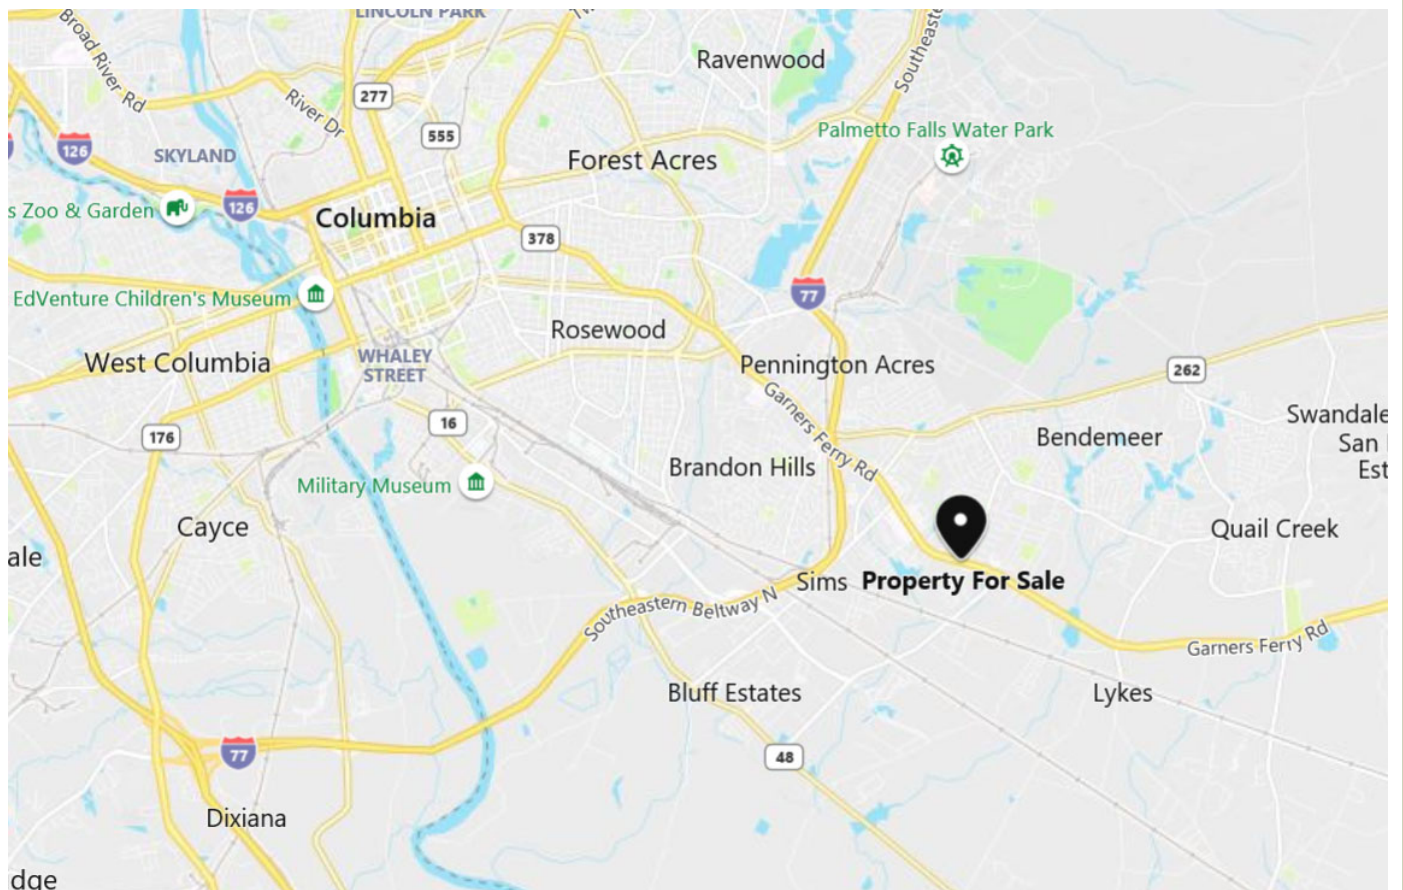 LINCOLN PARK
Broad River Rd
Ravenwood
Southeaste
277
River Dr
555
Palmetto Falls Water Park
126
SKYLAND
Forest Acres
s Zoo & Garden
126
Columbia
378
EdVenture Children's Museum
77
Rosewood
West Columbia
WHALEY
STREET
Pennington Acres
262
Garners Ferry Rd
16
176
Swandale
San
Est
Bendemeer
Brandon Hills
Military Museum
Cayce
Quail Creek
ale
Sims
Property For Sale
Southeastern Beltway N
Garners Ferry Rd
Bluff Estates
Lykes
77
48
Dixiana
dge